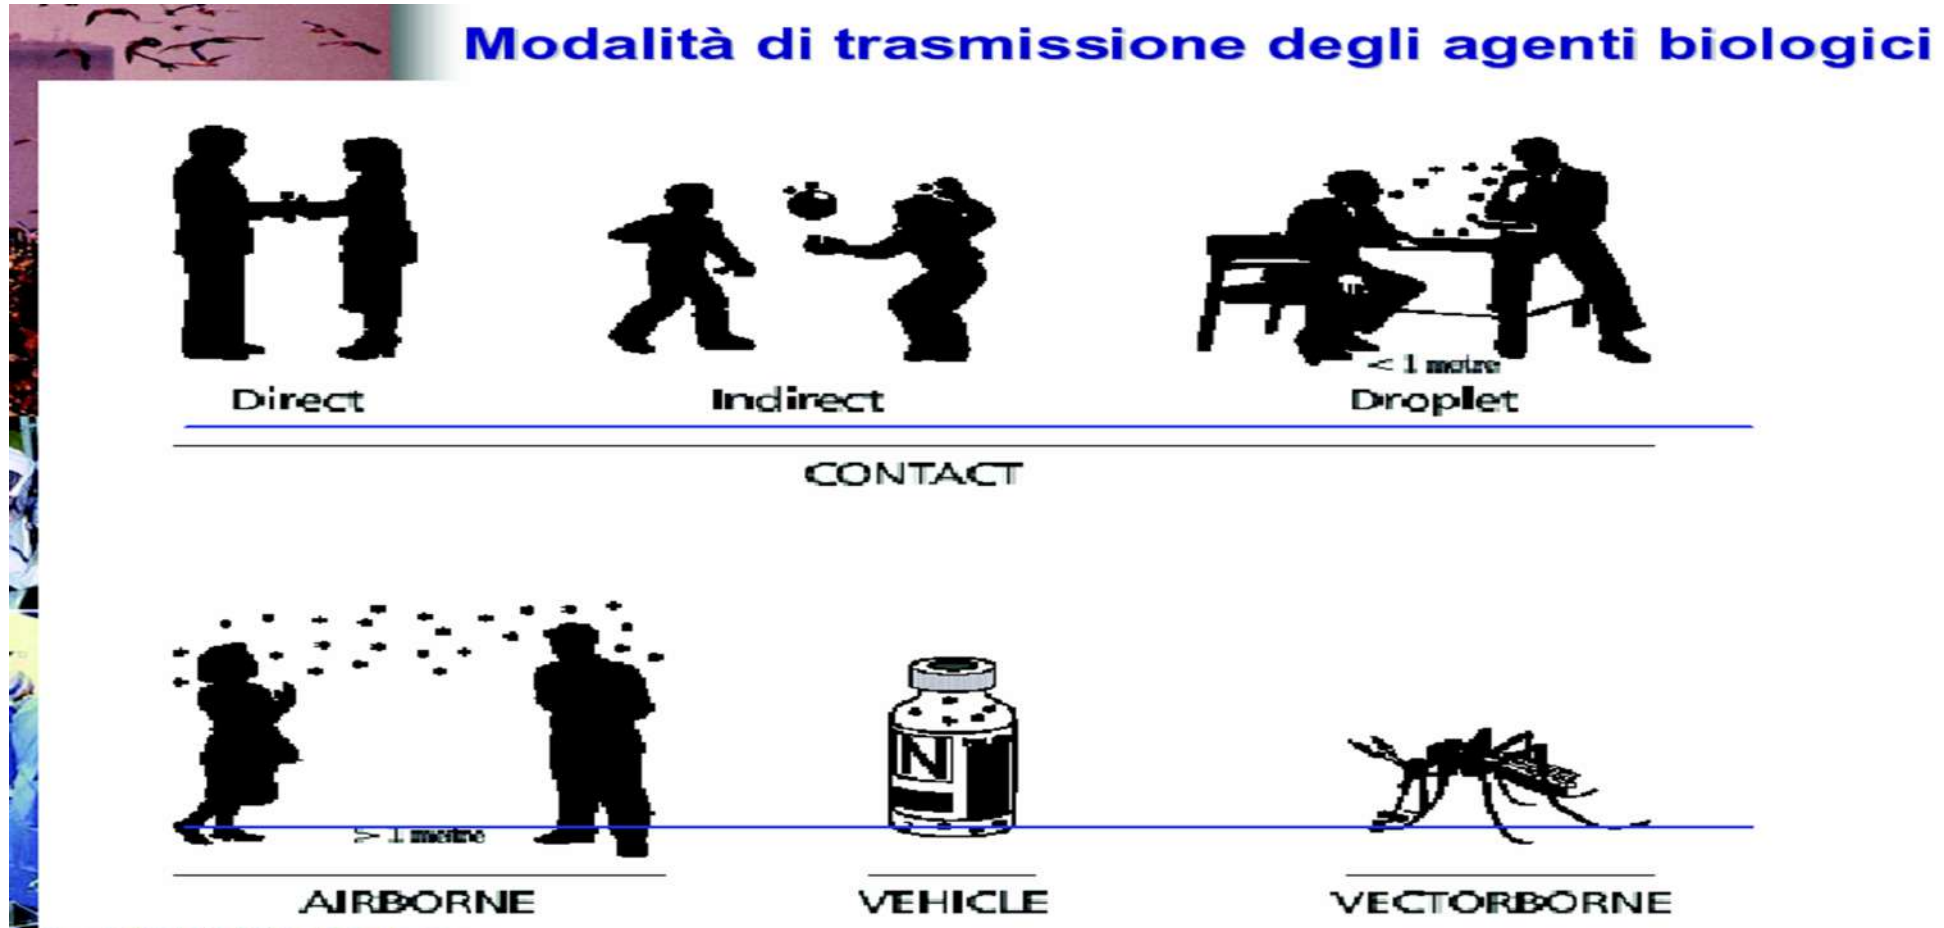 Modalità di trasmissione degli agenti biologici
< 1 metre
Direct
Indirect
Droplet
CONTACT
N
> 1 metre
AIRBORNE
VEHICLE
VECTORBORNE